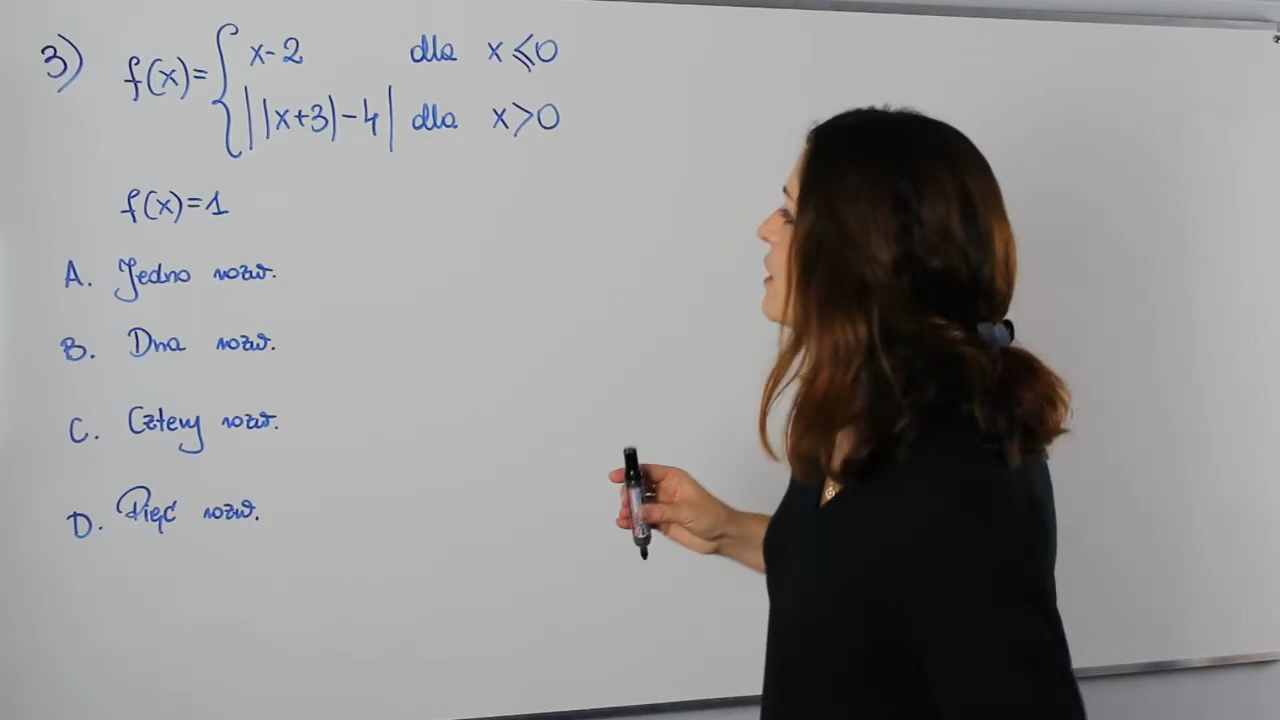 3) f(x)= { x-2 dla x⩽0
||x+3|-4| dla x>0
f(x)=1
A. Jedno rozw.
B. Dwa rozw.
C. Cztery rozw.
D. Pięć rozw.